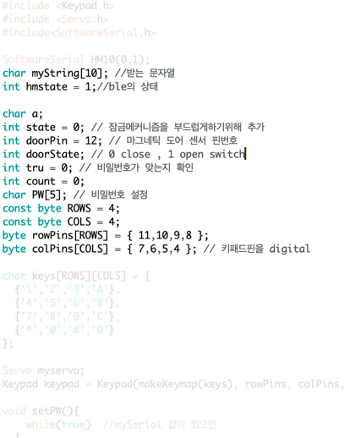 #include <Keypad.h>
#include <Servo.h>
#include<SoftwareSerial.h>
SoftwareSerial HM10(0,1);
char myString[10]; //받는 문자열
int hmstate = 1;//ble의 상태
char a;
int state = 0; // 잠금메커니즘을 부드럽게하기위해 추가
int doorPin = 12; // 마그네틱 도어 센서 핀번호
int doorState; // 0 close , 1 open switch
int tru = 0; // 비밀번호가 맞는지 확인
int count = 0;
char PW[5]; // 비밀번호 설정
const byte ROWS = 4;
const byte COLS = 4;
byte rowPins[ROWS] = { 11,10,9,8 };
byte colPins[COLS] = { 7,6,5,4 }; // 키패드핀을 digital
char keys[ROWS][COLS] = {
{'1','2','3','A'},
{'4','5','6','B'},
{'7','8','9','C'},
{'*','0','#','D'}
};
Servo myservo;
Keypad keypad = Keypad(makeKeymap(keys), rowPins, colPins,
void setPW(){
while(true) //mySerial 값이 있으면
{